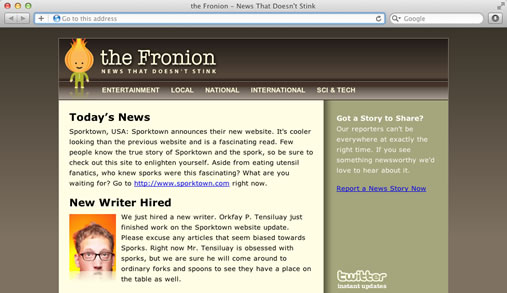 the Fronion – News That Doesn't Stink
Go to this address
Google
the Fronion
NEWS THAT DOESN'T STINK
ENTERTAINMENT LOCAL NATIONAL INTERNATIONAL SCI & TECH
Today's News
Sporktown, USA: Sporktown announces their new website. It's cooler
looking than the previous website and is a fascinating read. Few
people know the true story of Sporktown and the spork, so be sure to
check out this site to enlighten yourself. Aside from eating utensil
fanatics, who knew sporks were this fascinating? What are you
waiting for? Go to http://www.sporktown.com right now.
New Writer Hired
We just hired a new writer. Orkfay P. Tensiluay just
finished work on the Sporktown website update.
Please excuse any articles that seem biased towards
Sporks. Right now Mr. Tensiluay is obsessed with
sporks, but we are sure he will come around to
ordinary forks and spoons to see they have a place on
the table as well.
Got a Story to Share?
Our reporters can't be
everywhere at exactly the
right time. If you see
something newsworthy we'd
love to hear about it.
Report a News Story Now
twitter
instant updates